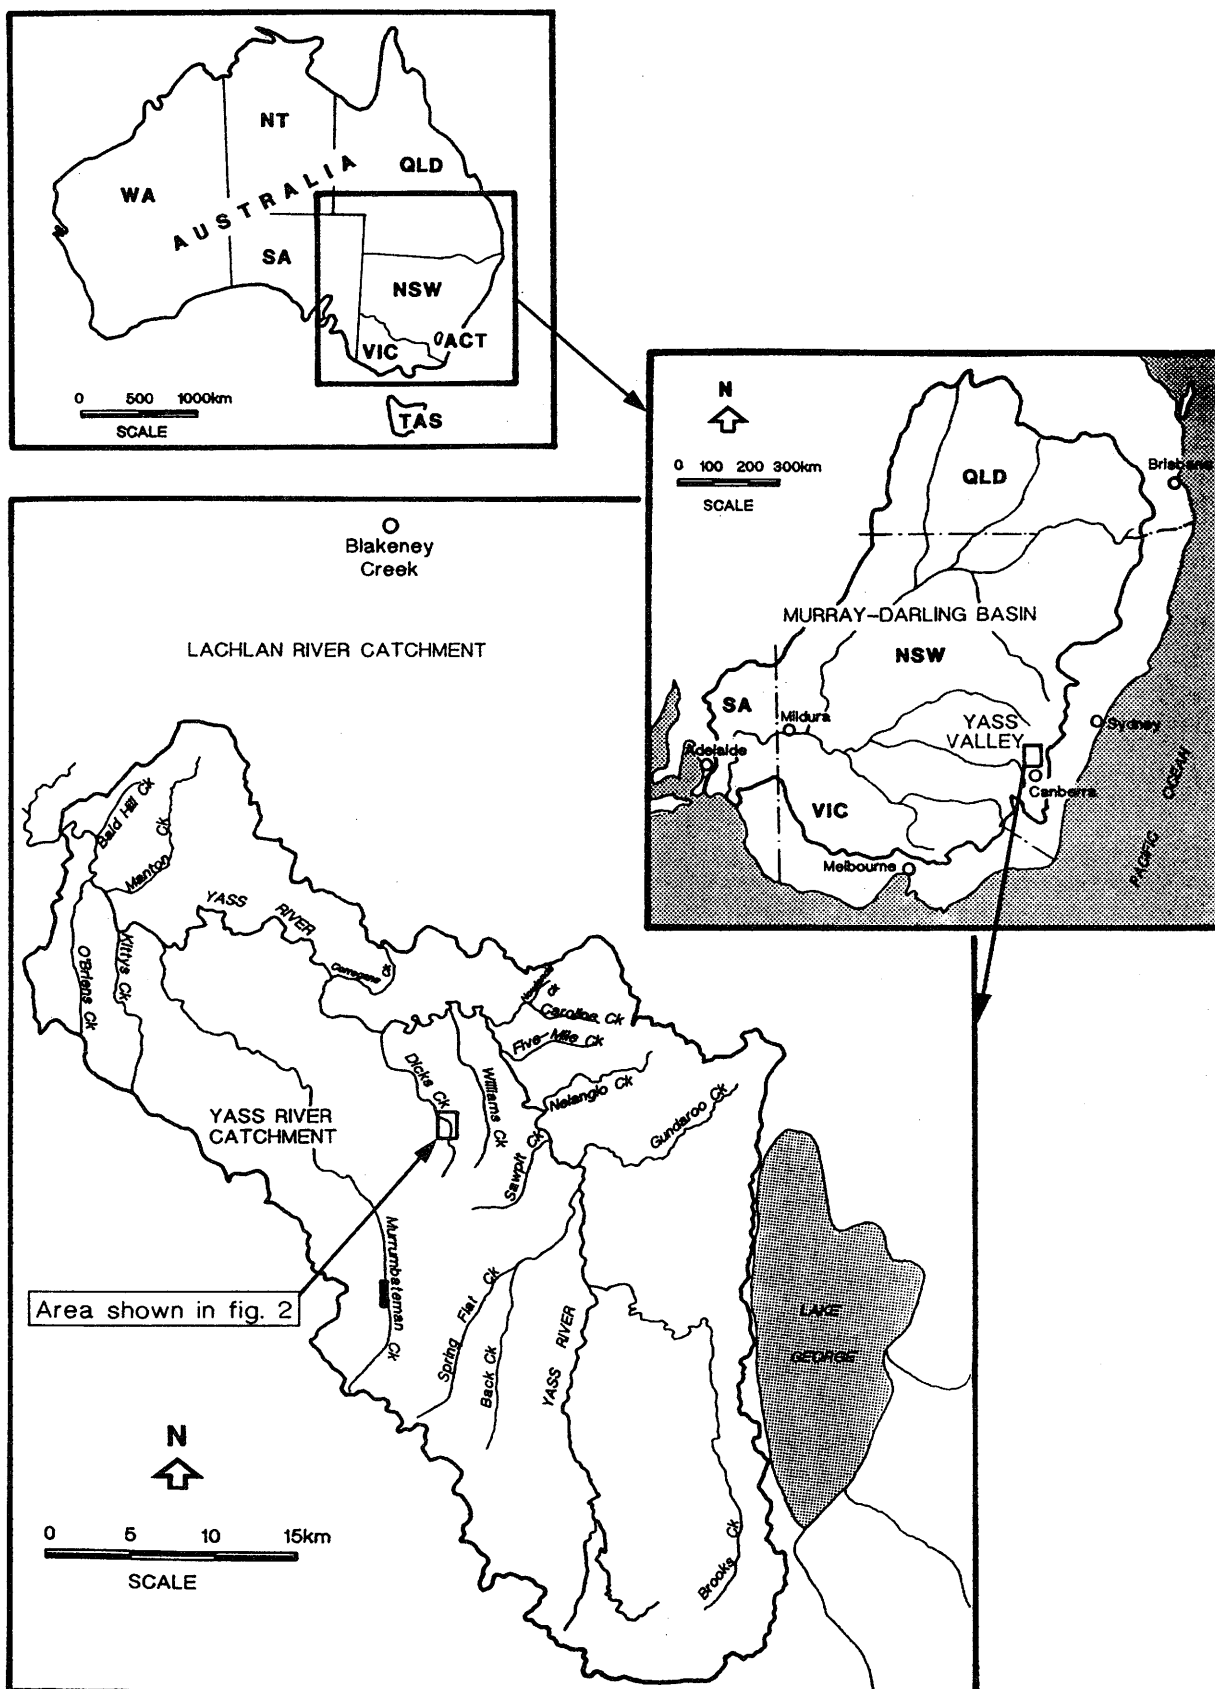 NT
QLD
WA
AUSTRALIA
SA
NSW
ACT
VIC
0 500 1000km
SCALE
TAS
N
0 100 200 300km
SCALE
QLD
Brisbane
MURRAY-DARLING BASIN
NSW
SA
Mildura
YASS
VALLEY
Sydney
Adelaide
Canberra
VIC
Melbourne
PACIFIC OCEAN
Blakeney
Creek
LACHLAN RIVER CATCHMENT
Bald Hill Ck
Manton Ck
YASS RIVER
O'Briens Ck
Kittys Ck
Ck
Caroline Ck
Five-Mile Ck
Dicks Ck
Williams Ck
Nelanglo Ck
Gundaroo Ck
Sawpit Ck
YASS RIVER
CATCHMENT
Murrumbateman Ck
Area shown in fig. 2
Spring Flat Ck
Back Ck
YASS RIVER
LAKE
GEORGE
Brooks Ck
N
0 5 10 15km
SCALE